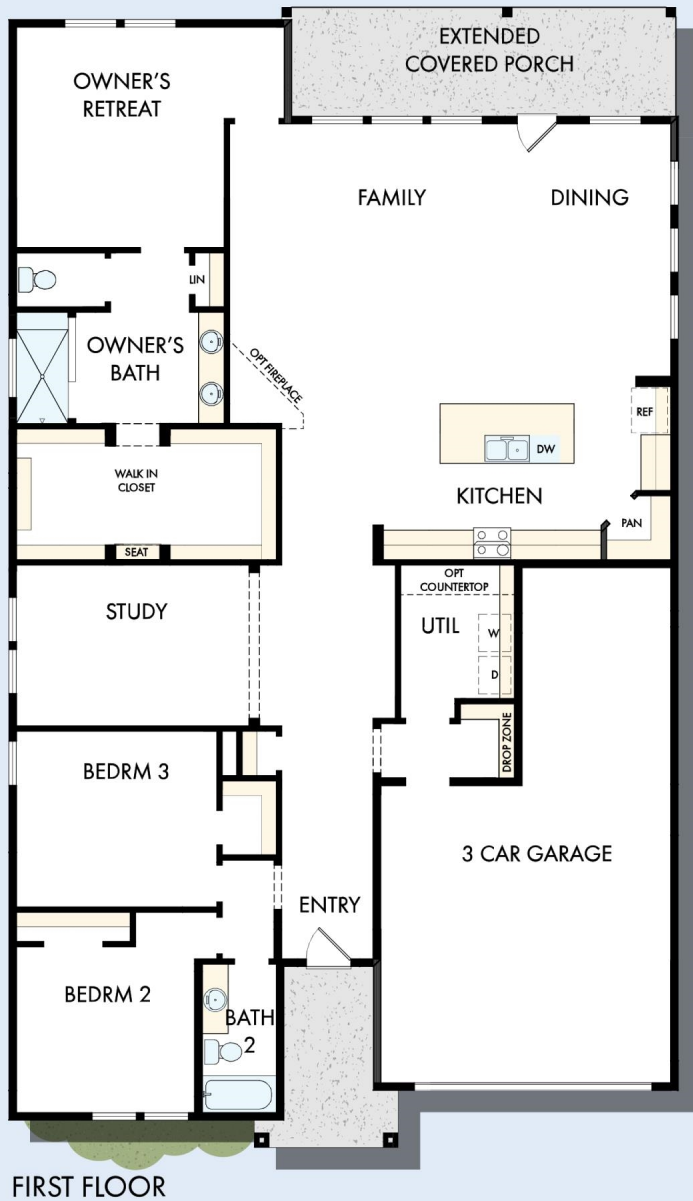 EXTENDED
COVERED PORCH
OWNER'S
RETREAT
FAMILY
DINING
LIN
OWNER'S
BATH
OPT FIREPLACE
REF
DW
WALK IN
CLOSET
KITCHEN
PAN
SEAT
OPT
COUNTERTOP
STUDY
UTIL
W
D
DROP ZONE
BEDRM 3
3 CAR GARAGE
ENTRY
BEDRM 2
BATH
2
FIRST FLOOR